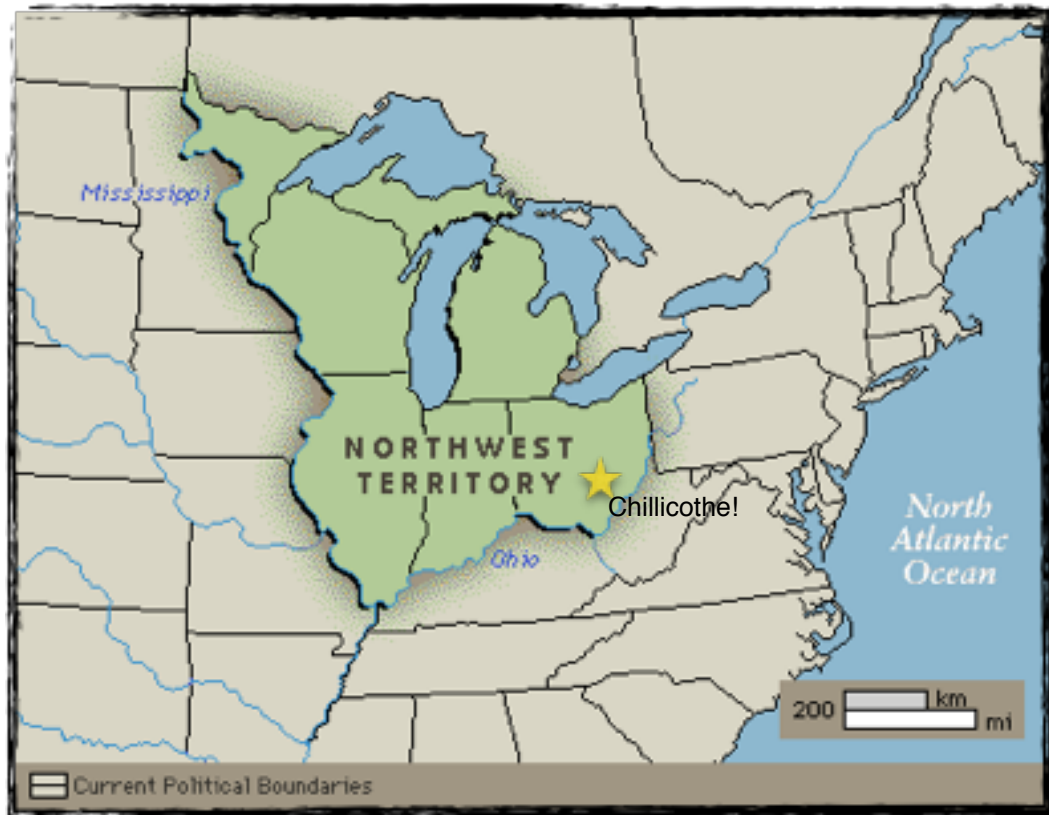 Mississippi
NORTHWEST
TERRITORY
Chillicothe!
Ohio
North
Atlantic
Ocean
200 km
mi
Current Political Boundaries